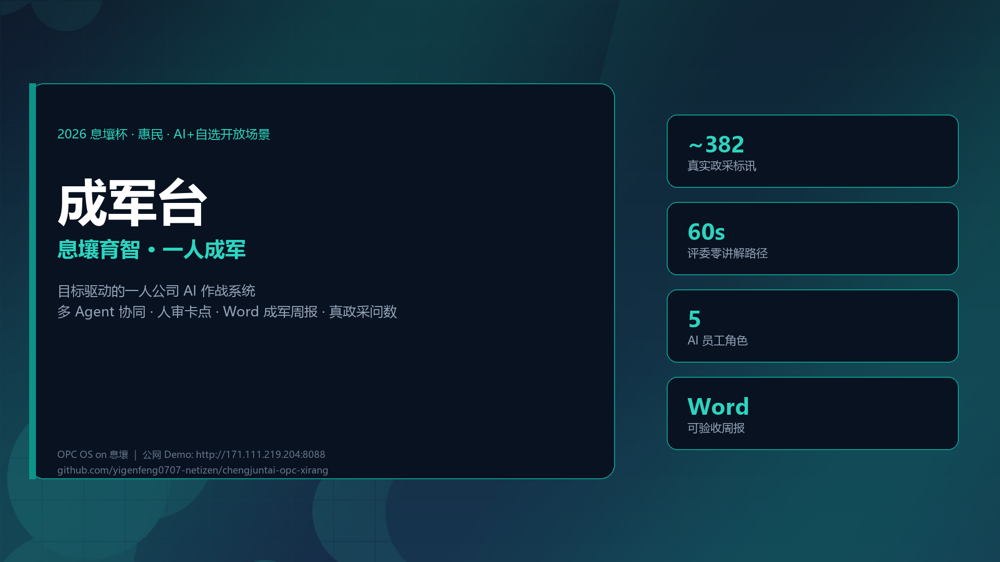 2026 息壤杯 · 惠民 · AI+自选开放场景
成军台
息壤育智 • 一人成军
目标驱动的一人公司 AI 作战系统
多 Agent 协同 · 人审卡点 · Word 成军周报 · 真政采问数
OPC OS on 息壤 ｜ 公网 Demo: http://171.111.219.204:8088
github.com/yigenfeng0707-netizen/chengjuntai-opc-xirang
~382
真实政采标讯
60s
评委零讲解路径
5
AI 员工角色
Word
可验收周报